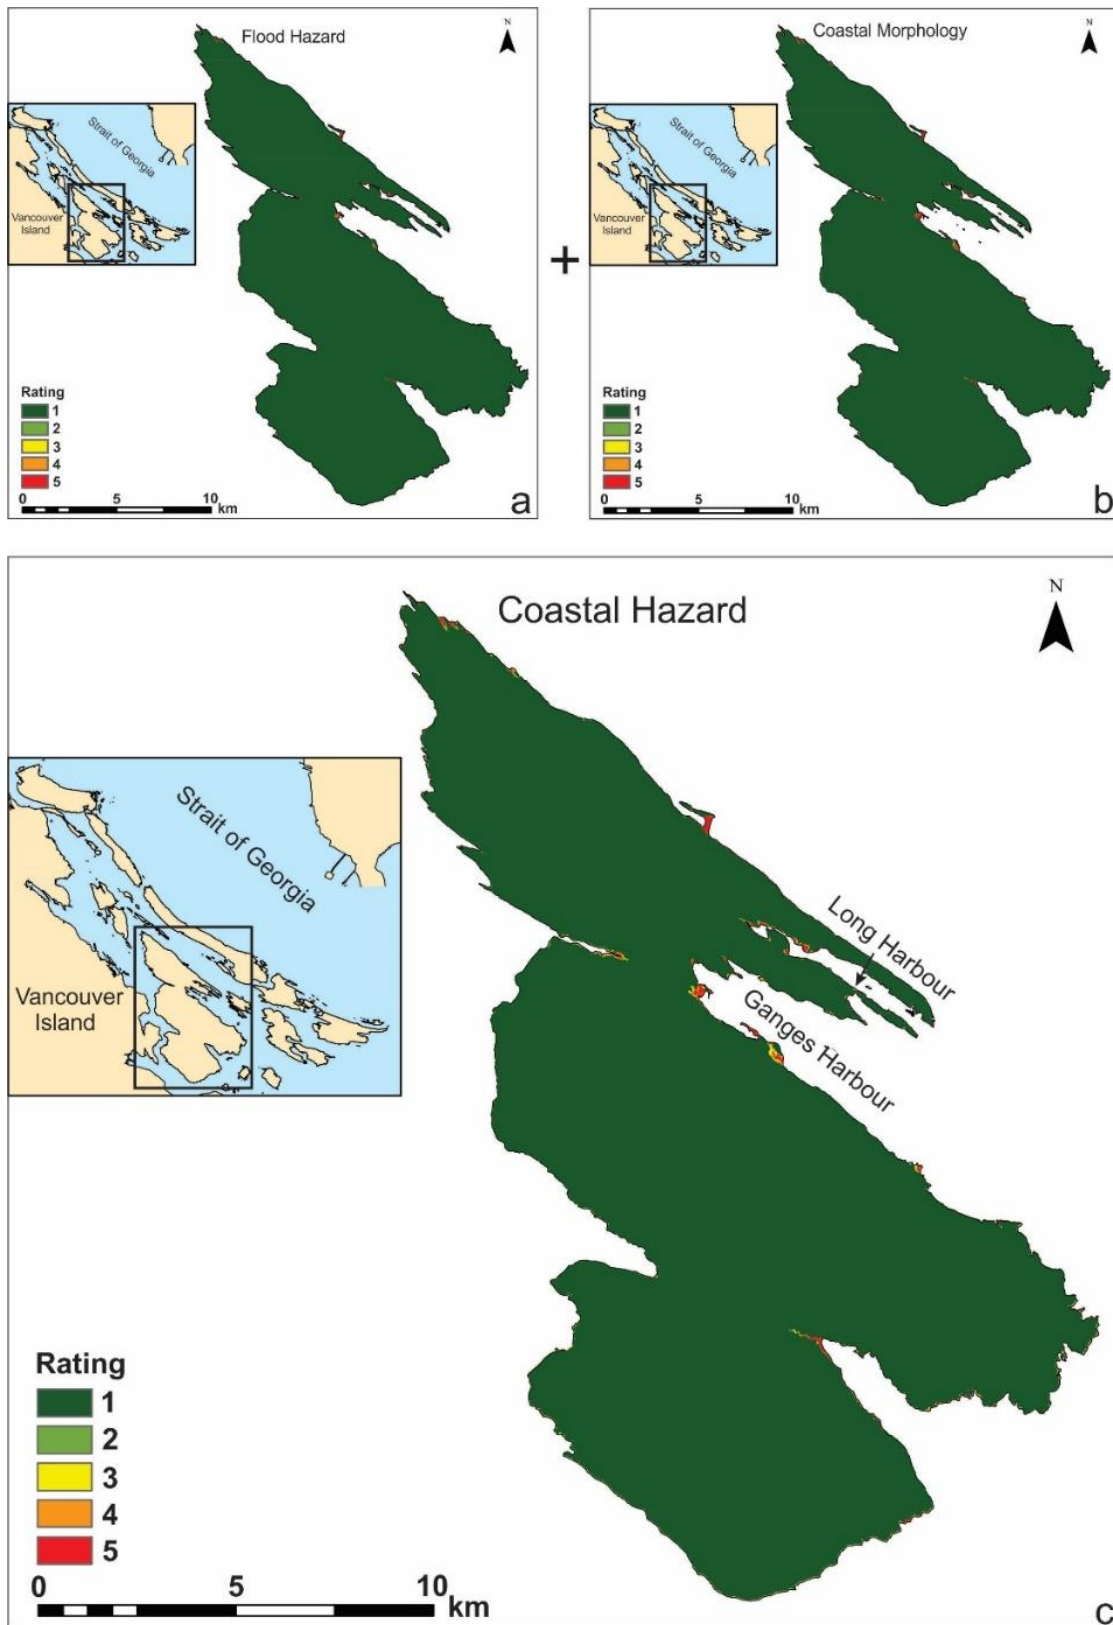 Flood Hazard
N
Strait of Georgia
Vancouver
Island
Rating
1
2
3
4
5
0 5 10
km
a
+
Coastal Morphology
N
Strait of Georgia
Vancouver
Island
Rating
1
2
3
4
5
0 5 10
km
b
Coastal Hazard
N
Strait of Georgia
Vancouver
Island
Long Harbour
Ganges Harbour
Rating
1
2
3
4
5
0 5 10
km
c